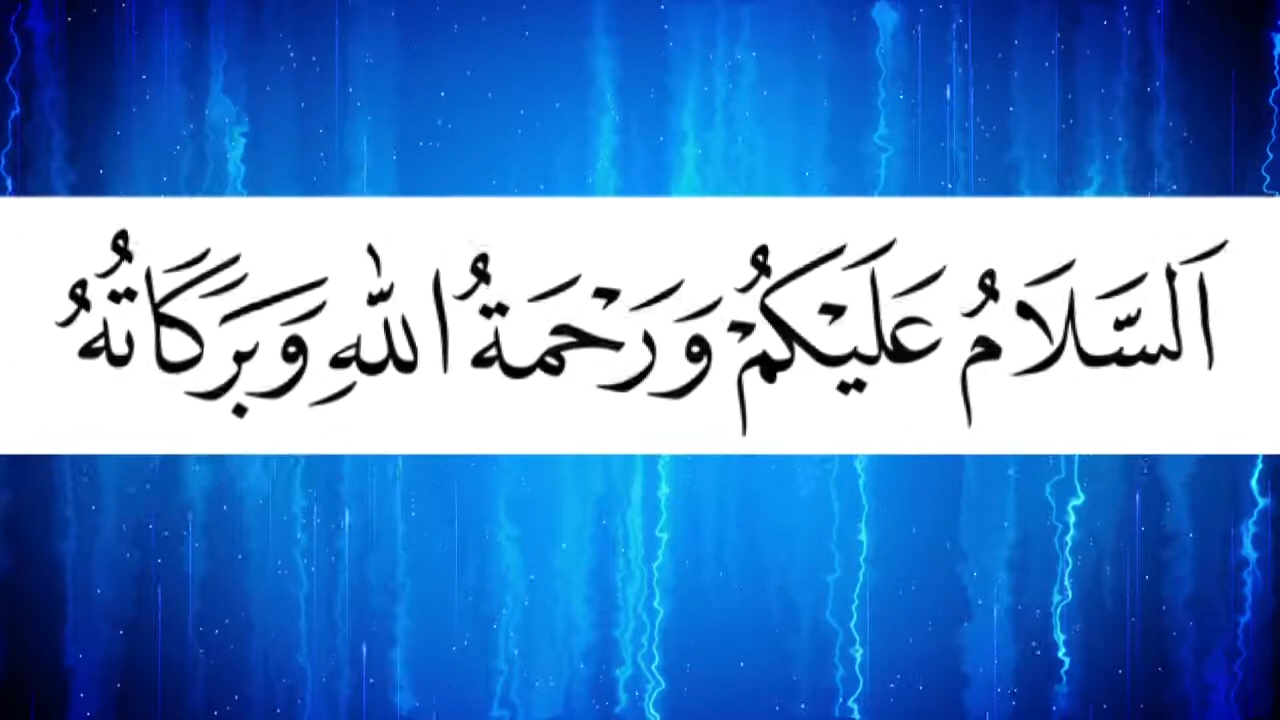 اَلسَّلَامُ عَلَيْكُمْ وَرَحْمَةُ اللّٰهِ وَبَرَكَاتُهُ